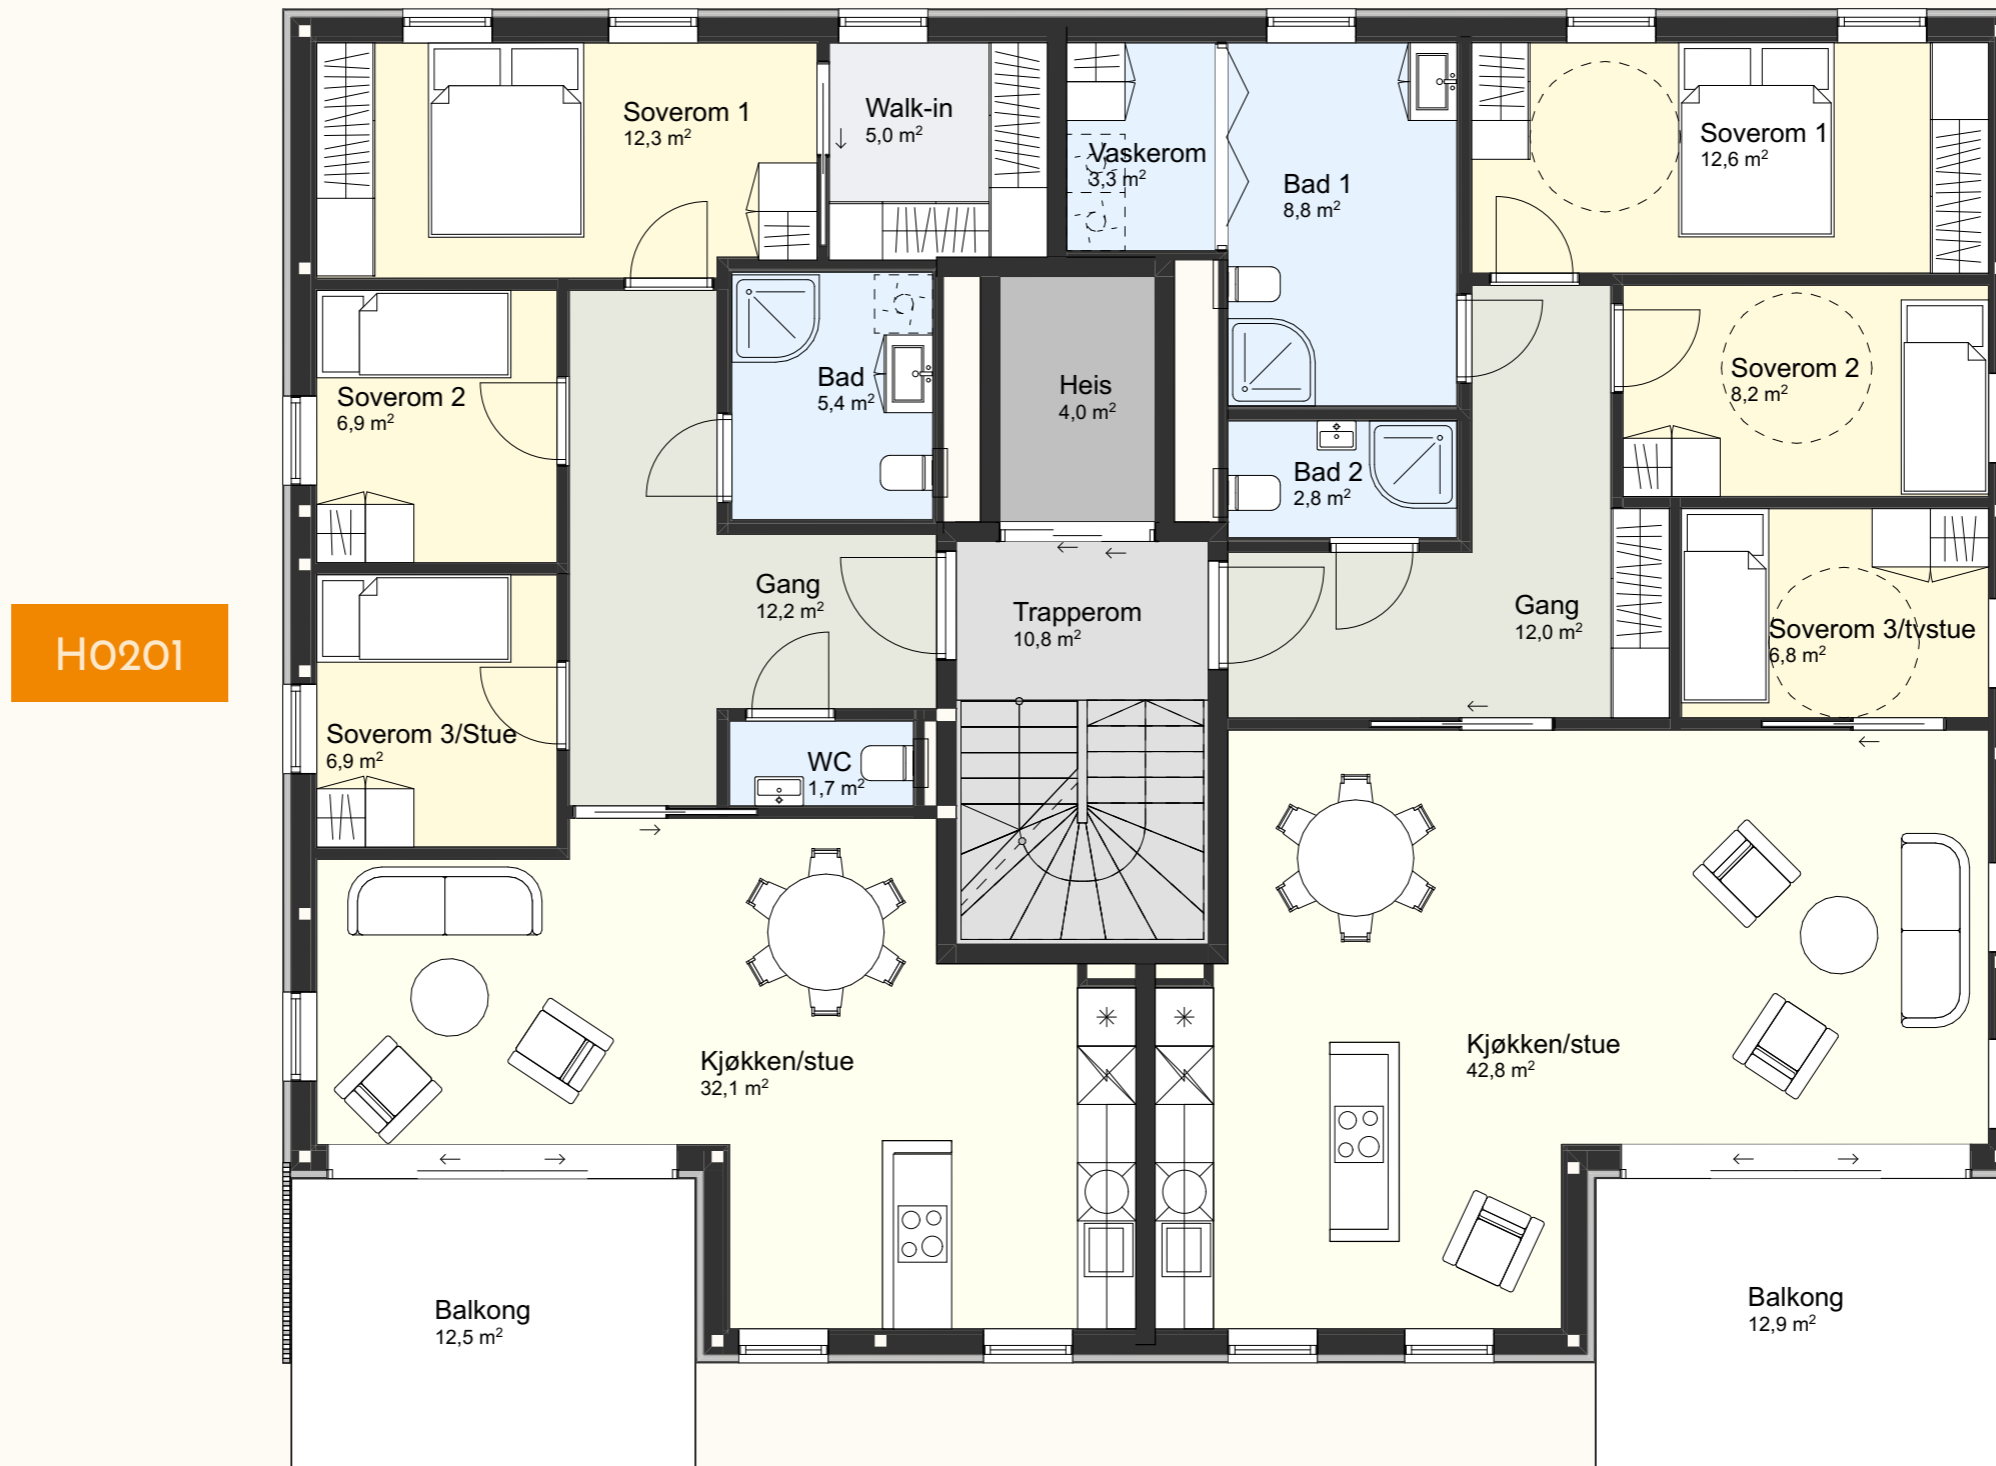 Soverom 1
12,3 m²
Walk-in
5,0 m²
Vaskerom
3,3 m²
Bad 1
8,8 m²
Soverom 1
12,6 m²
Soverom 2
6,9 m²
Bad
5,4 m²
Heis
4,0 m²
Bad 2
2,8 m²
Soverom 2
8,2 m²
Gang
12,2 m²
Trapperom
10,8 m²
Gang
12,0 m²
Soverom 3/tvstue
6,8 m²
H0201
Soverom 3/Stue
6,9 m²
WC
1,7 m²
Kjøkken/stue
32,1 m²
Kjøkken/stue
42,8 m²
Balkong
12,5 m²
Balkong
12,9 m²